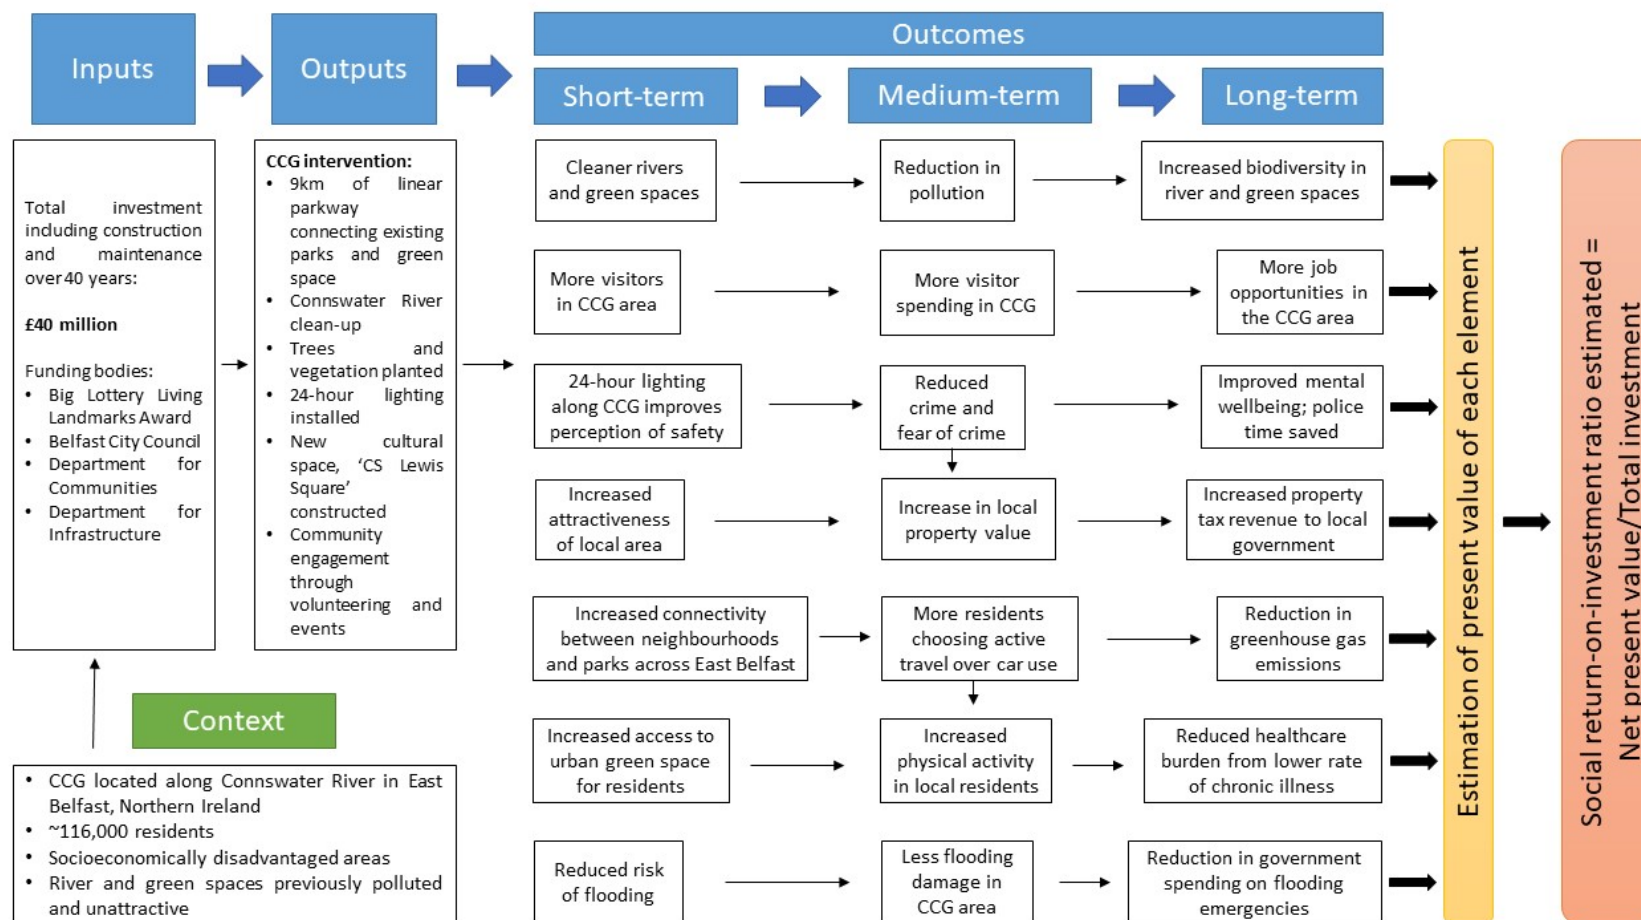 Inputs
Outputs
Outcomes
Short-term
Medium-term
Long-term
Total investment
including construction
and maintenance
over 40 years:
£40 million
Funding bodies:
• Big Lottery Living
Landmarks Award
• Belfast City Council
• Department for
Communities
• Department for
Infrastructure
CCG intervention:
• 9km of linear
parkway
connecting existing
parks and green
space
• Connswater River
clean-up
• Trees and
vegetation planted
• 24-hour lighting
installed
• New cultural
space, ‘CS Lewis
Square’
constructed
• Community
engagement
through
volunteering and
events
Cleaner rivers
and green spaces
Reduction in
pollution
Increased biodiversity in
river and green spaces
More visitors
in CCG area
More visitor
spending in CCG
More job
opportunities in
the CCG area
24-hour lighting
along CCG improves
perception of safety
Reduced
crime and
fear of crime
Improved mental
wellbeing; police
time saved
Increased
attractiveness
of local area
Increase in local
property value
Increased property
tax revenue to local
government
Increased connectivity
between neighbourhoods
and parks across East Belfast
More residents
choosing active
travel over car use
Reduction in
greenhouse gas
emissions
Increased access to
urban green space
for residents
Increased
physical activity
in local residents
Reduced healthcare
burden from lower rate
of chronic illness
Reduced risk
of flooding
Less flooding
damage in
CCG area
Reduction in government
spending on flooding
emergencies
Context
• CCG located along Connswater River in East
Belfast, Northern Ireland
• ~116,000 residents
• Socioeconomically disadvantaged areas
• River and green spaces previously polluted
and unattractive
Estimation of present value of each element
Social return-on-investment ratio estimated =
Net present value/Total investment